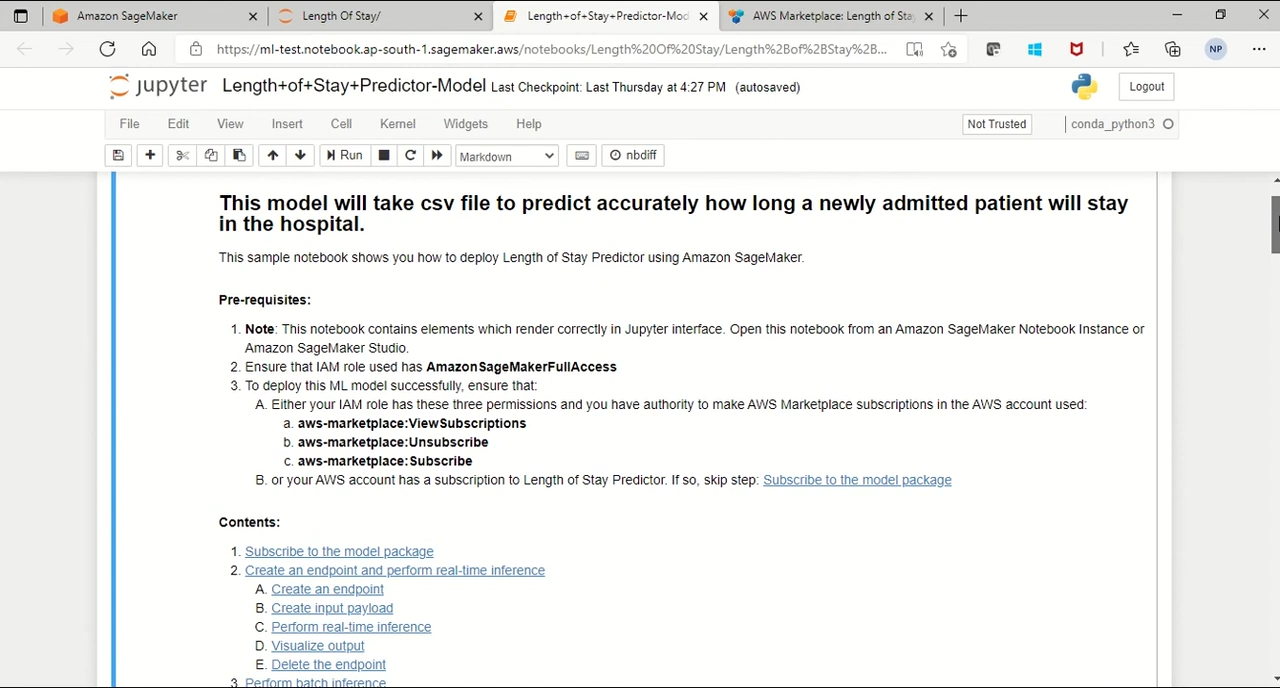 Amazon SageMaker
Length Of Stay/
Length+of+Stay+Predictor-Mod
AWS Marketplace: Length of Stay
https://ml-test.notebook.ap-south-1.sagemaker.aws/notebooks/Length%20Of%20Stay/Length%2Bof%2BStay%2B...
NP
jupyter Length+of+Stay+Predictor-Model Last Checkpoint: Last Thursday at 4:27 PM (autosaved)
Logout
File Edit View Insert Cell Kernel Widgets Help
Not Trusted
conda_python3
Run
Markdown
nbdiff
This model will take csv file to predict accurately how long a newly admitted patient will stay
in the hospital.
This sample notebook shows you how to deploy Length of Stay Predictor using Amazon SageMaker.
Pre-requisites:
1. Note: This notebook contains elements which render correctly in Jupyter interface. Open this notebook from an Amazon SageMaker Notebook Instance or
Amazon SageMaker Studio.
2. Ensure that IAM role used has AmazonSageMakerFullAccess
3. To deploy this ML model successfully, ensure that:
A. Either your IAM role has these three permissions and you have authority to make AWS Marketplace subscriptions in the AWS account used:
a. aws-marketplace:ViewSubscriptions
b. aws-marketplace:Unsubscribe
c. aws-marketplace:Subscribe
B. or your AWS account has a subscription to Length of Stay Predictor. If so, skip step: Subscribe to the model package
Contents:
1. Subscribe to the model package
2. Create an endpoint and perform real-time inference
A. Create an endpoint
B. Create input payload
C. Perform real-time inference
D. Visualize output
E. Delete the endpoint
3. Perform batch inference